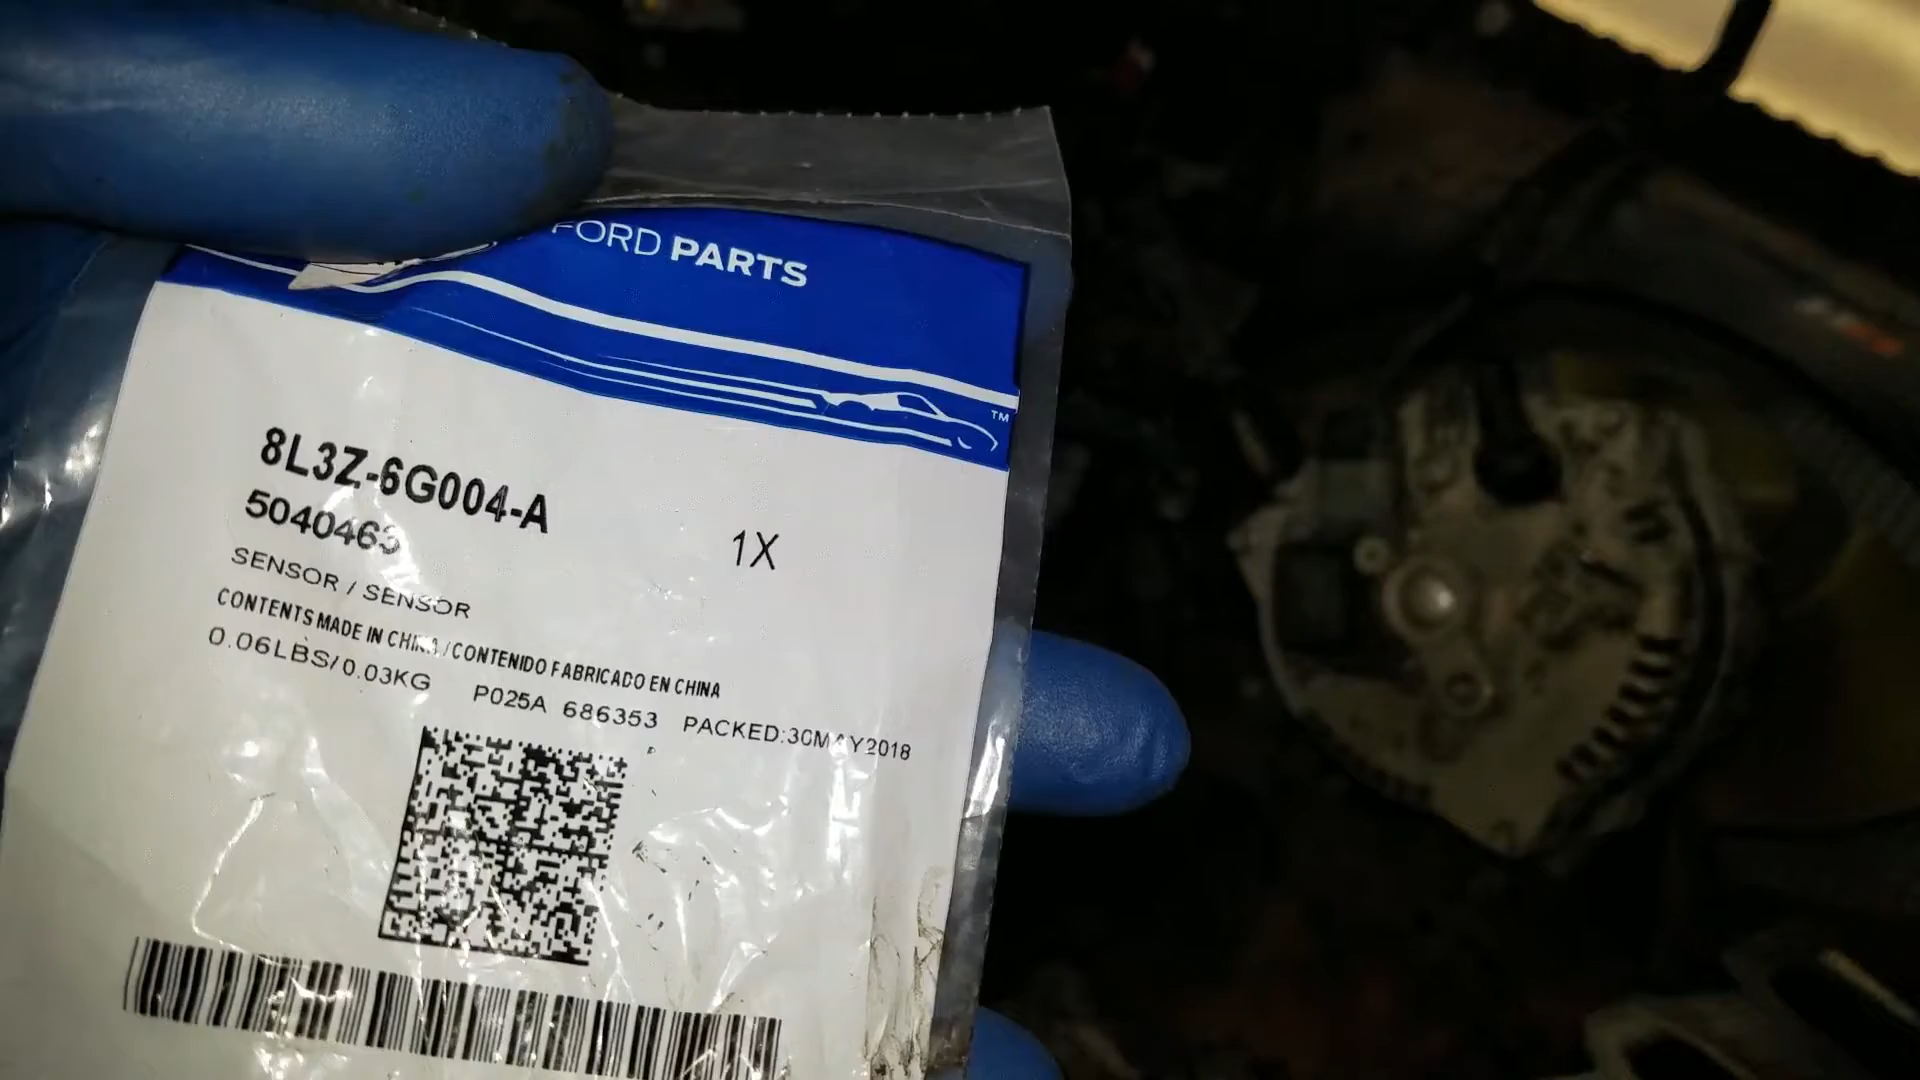 FORD PARTS
TM
8L3Z-6G004-A
5040463
1X
SENSOR / SENSOR
CONTENTS MADE IN CHINA / CONTENIDO FABRICADO EN CHINA
0.06LBS/0.03KG P025A 686353 PACKED:30MAY2018
P